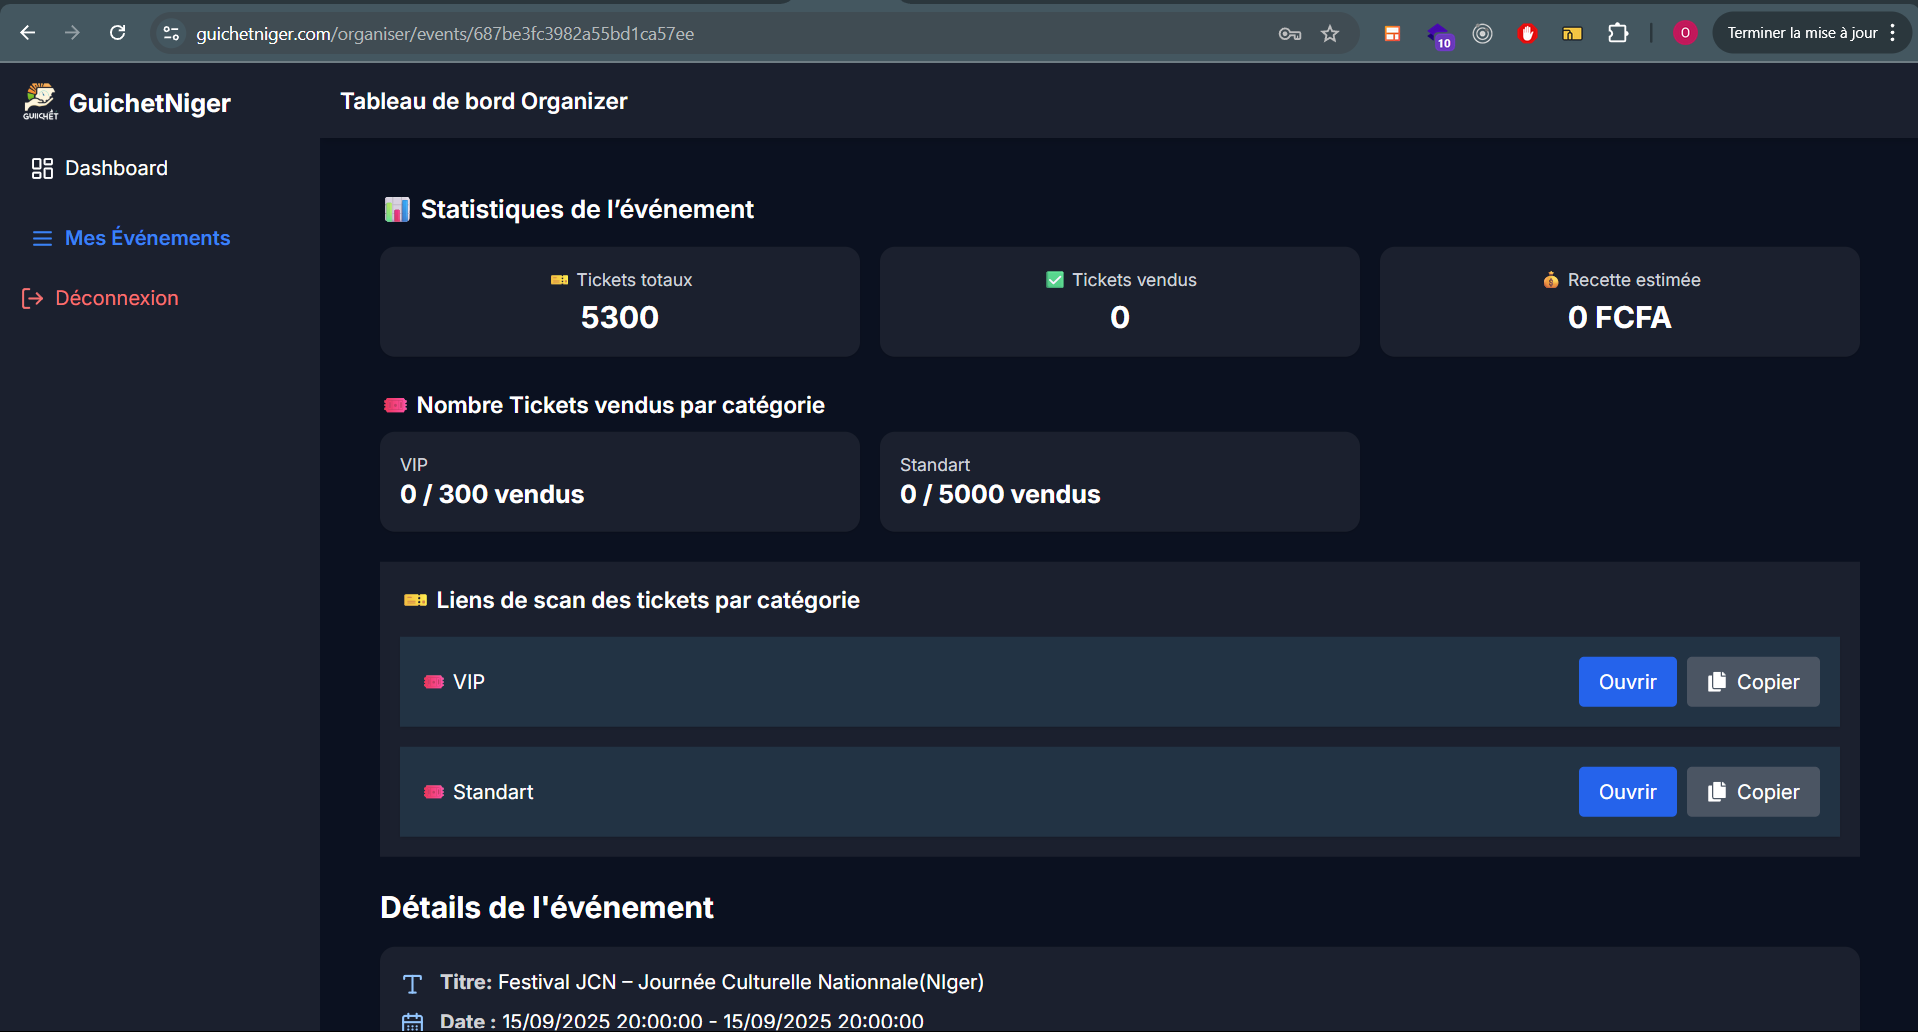 guichetniger.com/organiser/events/687be3fc3982a55bd1ca57ee
10
O
Terminer la mise à jour
GUIICHÉT
GuichetNiger
Tableau de bord Organizer
Dashboard
Mes Événements
Déconnexion
Statistiques de l’événement
Tickets totaux
5300
Tickets vendus
0
Recette estimée
0 FCFA
Nombre Tickets vendus par catégorie
VIP
0 / 300 vendus
Standart
0 / 5000 vendus
Liens de scan des tickets par catégorie
VIP
Ouvrir
Copier
Standart
Ouvrir
Copier
Détails de l'événement
Titre: Festival JCN – Journée Culturelle Nationnale(NIger)
Date : 15/09/2025 20:00:00 - 15/09/2025 20:00:00